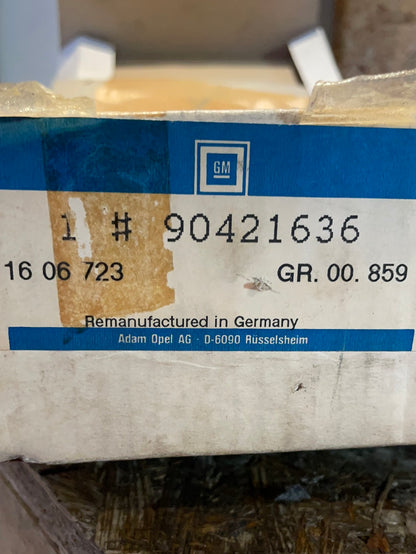 GM
1 # 90421636
16 06 723 GR. 00. 859
Remanufactured in Germany
Adam Opel AG · D-6090 Rüsselsheim